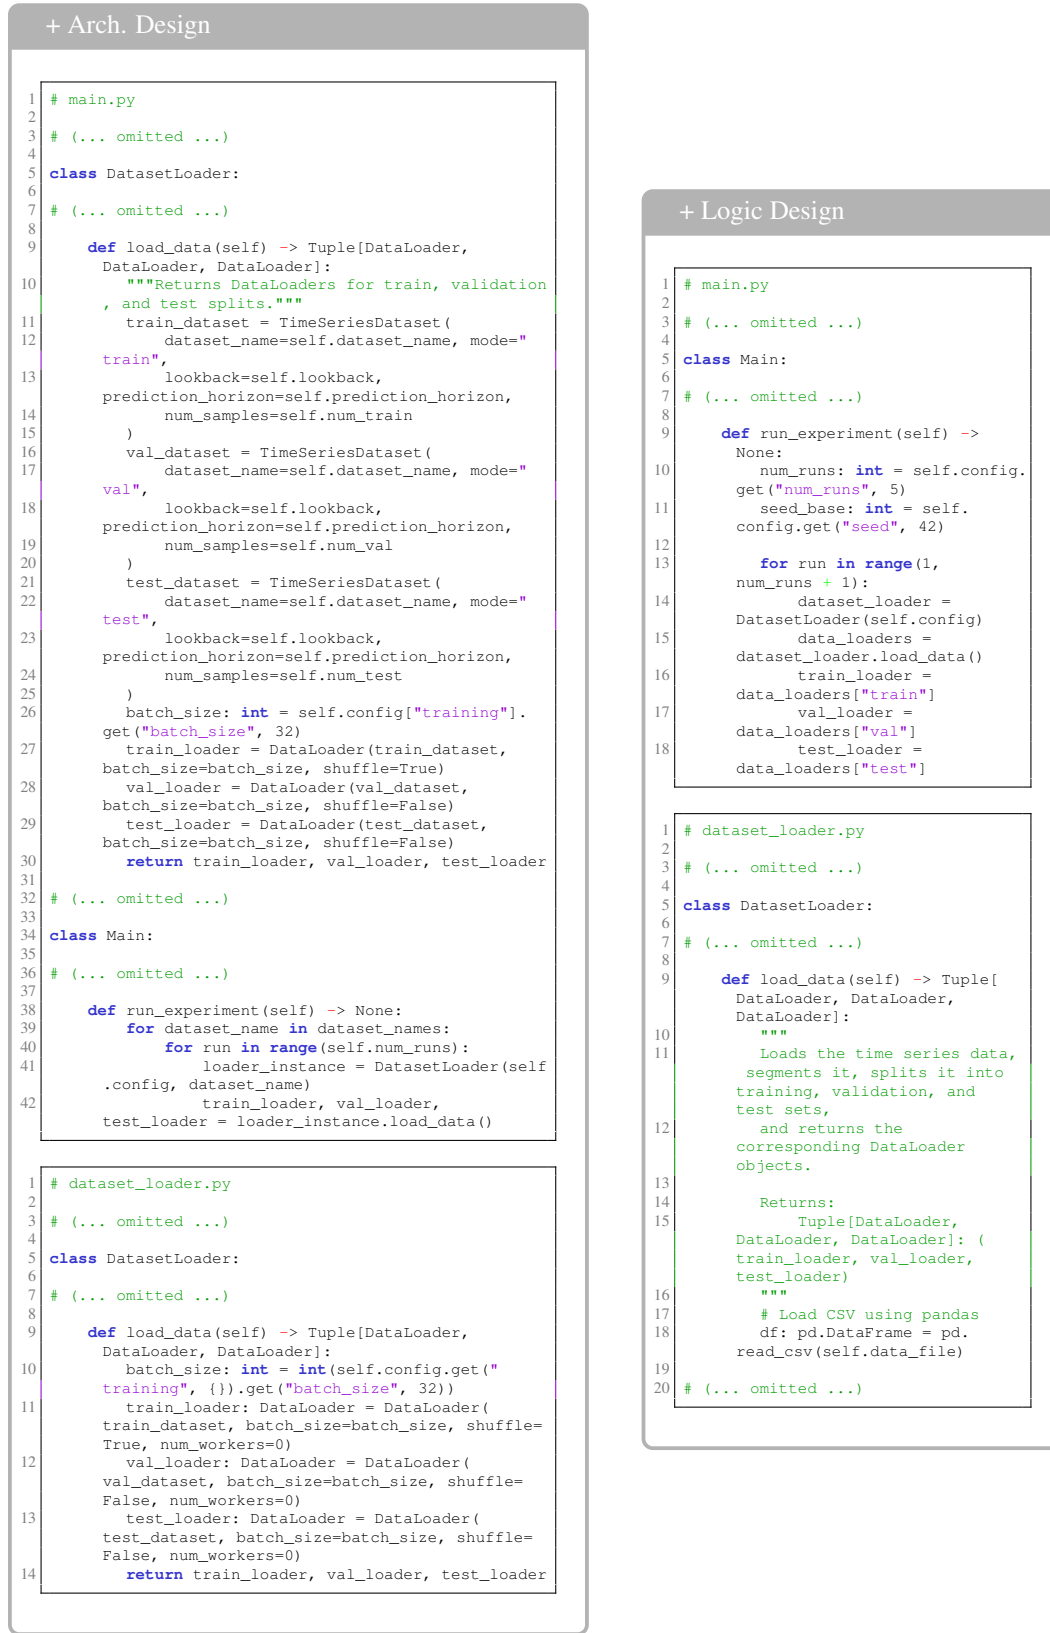 + Arch. Design
1 # main.py
2
3 # (... omitted ...)
4
5 class DatasetLoader:
6
7 # (... omitted ...)
8
9     def load_data(self) -> Tuple[DataLoader,
      DataLoader, DataLoader]:
10         """Returns DataLoaders for train, validation
      , and test splits."""
11         train_dataset = TimeSeriesDataset(
12             dataset_name=self.dataset_name, mode="
      train",
13             lookback=self.lookback,
      prediction_horizon=self.prediction_horizon,
14             num_samples=self.num_train
15         )
16         val_dataset = TimeSeriesDataset(
17             dataset_name=self.dataset_name, mode="
      val",
18             lookback=self.lookback,
      prediction_horizon=self.prediction_horizon,
19             num_samples=self.num_val
20         )
21         test_dataset = TimeSeriesDataset(
22             dataset_name=self.dataset_name, mode="
      test",
23             lookback=self.lookback,
      prediction_horizon=self.prediction_horizon,
24             num_samples=self.num_test
25         )
26         batch_size: int = self.config["training"].
      get("batch_size", 32)
27         train_loader = DataLoader(train_dataset,
      batch_size=batch_size, shuffle=True)
28         val_loader = DataLoader(val_dataset,
      batch_size=batch_size, shuffle=False)
29         test_loader = DataLoader(test_dataset,
      batch_size=batch_size, shuffle=False)
30         return train_loader, val_loader, test_loader
31
32 # (... omitted ...)
33
34 class Main:
35
36 # (... omitted ...)
37
38     def run_experiment(self) -> None:
39         for dataset_name in dataset_names:
40             for run in range(self.num_runs):
41                 loader_instance = DatasetLoader(self
      .config, dataset_name)
42                 train_loader, val_loader,
      test_loader = loader_instance.load_data()
1 # dataset_loader.py
2
3 # (... omitted ...)
4
5 class DatasetLoader:
6
7 # (... omitted ...)
8
9     def load_data(self) -> Tuple[DataLoader,
      DataLoader, DataLoader]:
10         batch_size: int = int(self.config.get("
      training", {}).get("batch_size", 32))
11         train_loader: DataLoader = DataLoader(
      train_dataset, batch_size=batch_size, shuffle=
      True, num_workers=0)
12         val_loader: DataLoader = DataLoader(
      val_dataset, batch_size=batch_size, shuffle=
      False, num_workers=0)
13         test_loader: DataLoader = DataLoader(
      test_dataset, batch_size=batch_size, shuffle=
      False, num_workers=0)
14         return train_loader, val_loader, test_loader
+ Logic Design
1 # main.py
2
3 # (... omitted ...)
4
5 class Main:
6
7 # (... omitted ...)
8
9     def run_experiment(self) ->
      None:
10         num_runs: int = self.config.
      get("num_runs", 5)
11         seed_base: int = self.
      config.get("seed", 42)
12
13         for run in range(1,
      num_runs + 1):
14             dataset_loader =
      DatasetLoader(self.config)
15             data_loaders =
      dataset_loader.load_data()
16             train_loader =
      data_loaders["train"]
17             val_loader =
      data_loaders["val"]
18             test_loader =
      data_loaders["test"]
1 # dataset_loader.py
2
3 # (... omitted ...)
4
5 class DatasetLoader:
6
7 # (... omitted ...)
8
9     def load_data(self) -> Tuple[
      DataLoader, DataLoader,
      DataLoader]:
10         """
11         Loads the time series data,
      segments it, splits it into
      training, validation, and
      test sets,
12         and returns the
      corresponding DataLoader
      objects.
13
14         Returns:
15             Tuple[DataLoader,
      DataLoader, DataLoader]: (
      train_loader, val_loader,
      test_loader)
16         """
17         # Load CSV using pandas
18         df: pd.DataFrame = pd.
      read_csv(self.data_file)
19
20 # (... omitted ...)